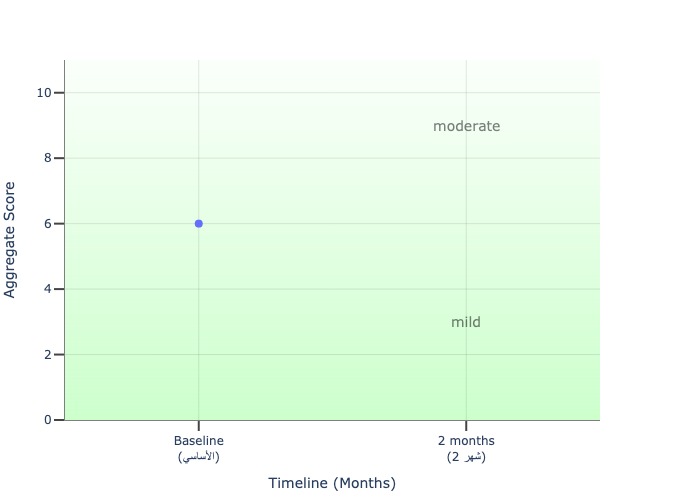 10
moderate
8
6
4
mild
2
0
Aggregate Score
Baseline
(الأساسي)
2 months
(2 شهر)
Timeline (Months)